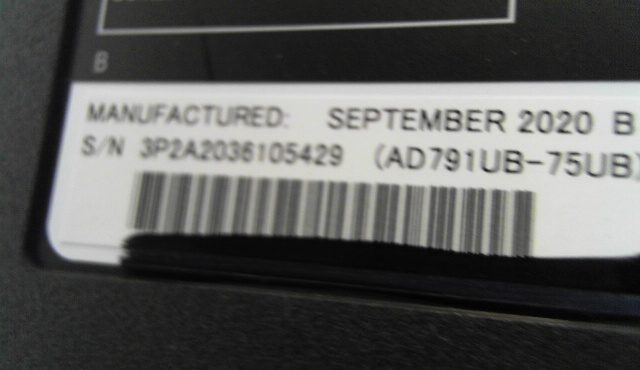 B
MANUFACTURED: SEPTEMBER 2020 B
S/N 3P2A2036105429 (AD791UB-75UB)